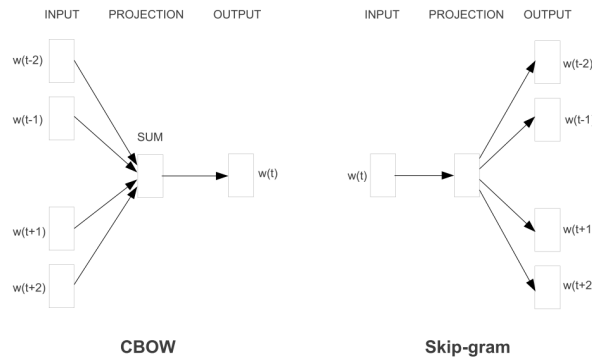 INPUT PROJECTION OUTPUT
w(t-2)
w(t-1)
SUM
w(t)
w(t+1)
w(t+2)
CBOW
INPUT PROJECTION OUTPUT
w(t-2)
w(t-1
w(t)
w(t+1
w(t+2
Skip-gram